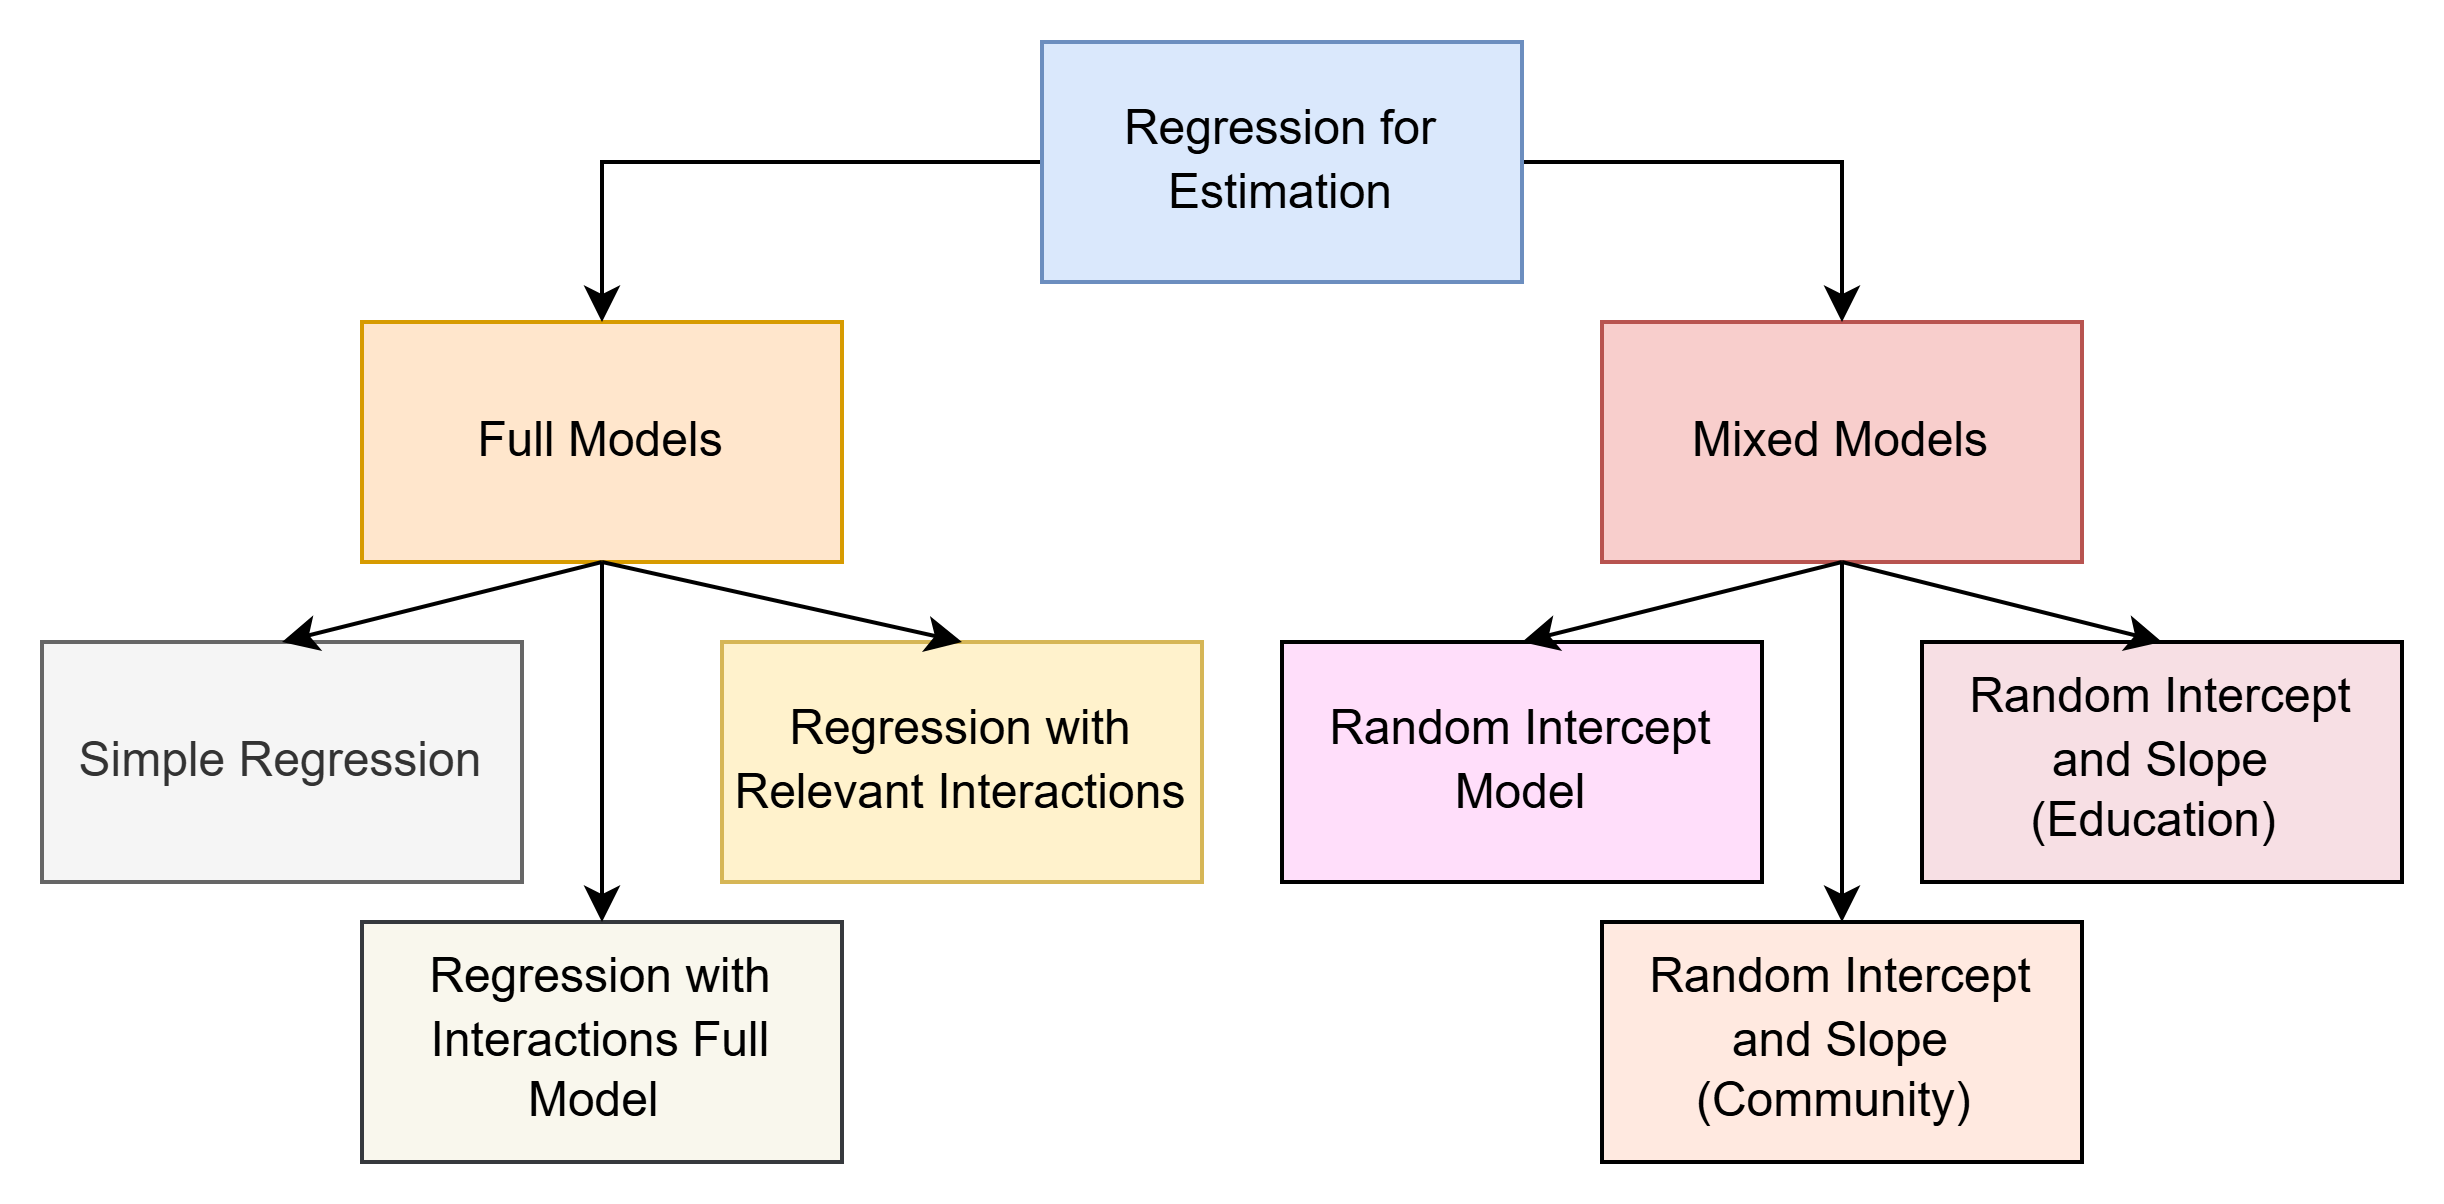 Regression for
Estimation
Full Models
Mixed Models
Simple Regression
Regression with
Relevant Interactions
Random Intercept
Model
Random Intercept
and Slope
(Education)
Regression with
Interactions Full
Model
Random Intercept
and Slope
(Community)